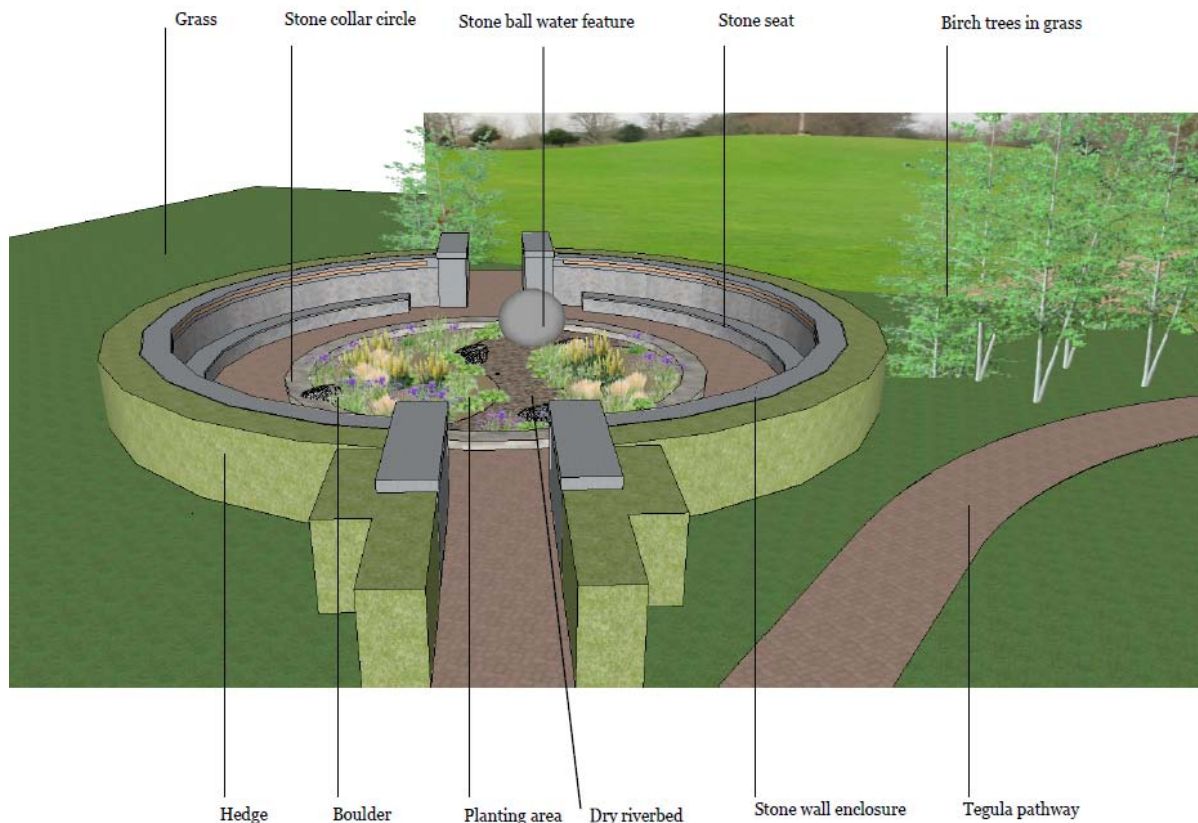 Grass
Stone collar circle
Stone ball water feature
Stone seat
Birch trees in grass
Hedge
Boulder
Planting area
Dry riverbed
Stone wall enclosure
Tegula pathway